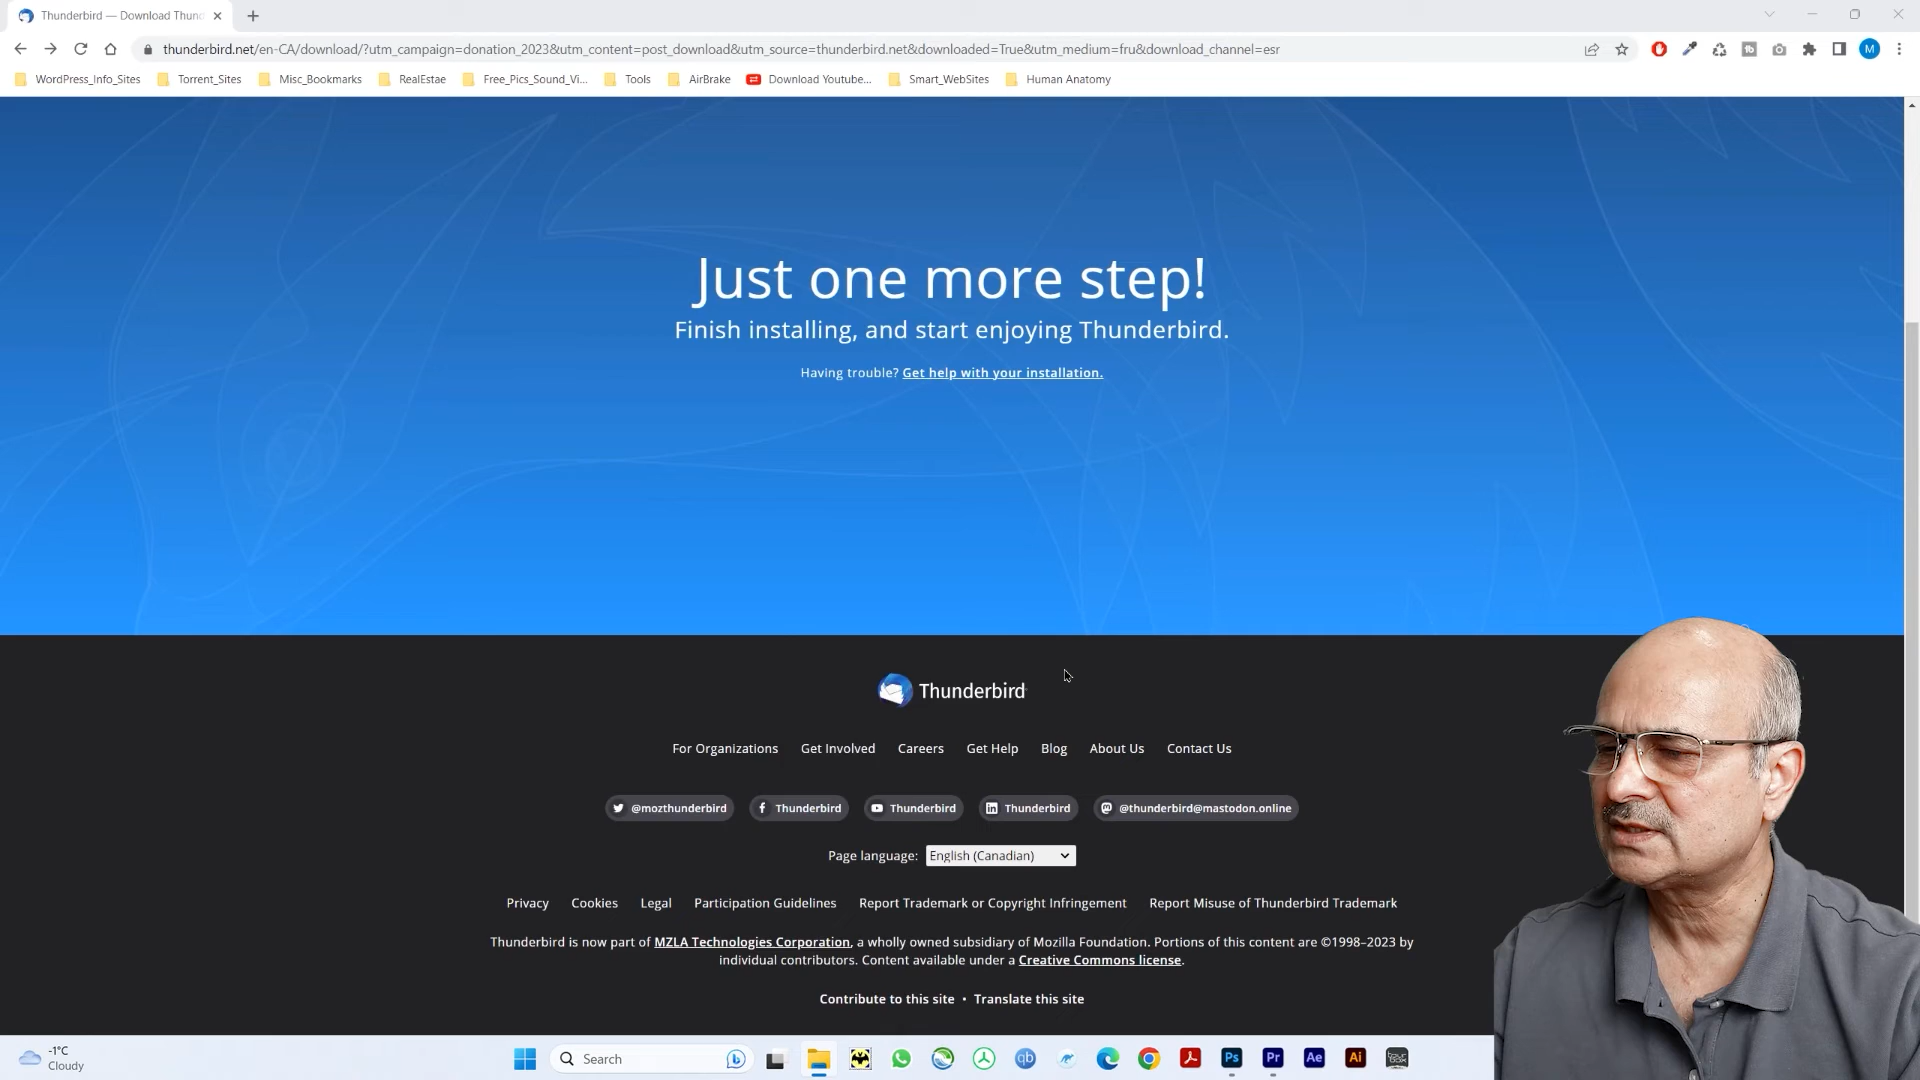 Thunderbird — Download Thund
thunderbird.net/en-CA/download/?utm_campaign=donation_2023&utm_content=post_download&utm_source=thunderbird.net&downloaded=True&utm_medium=fru&download_channel=esr
M
WordPress_Info_Sites Torrent_Sites Misc_Bookmarks RealEstae Free_Pics_Sound_Vi... Tools AirBrake Download Youtube... Smart_WebSites Human Anatomy
Just one more step!
Finish installing, and start enjoying Thunderbird.
Having trouble? Get help with your installation.
Thunderbird
For Organizations Get Involved Careers Get Help Blog About Us Contact Us
@mozthunderbird Thunderbird Thunderbird Thunderbird @thunderbird@mastodon.online
Page language: English (Canadian)
Privacy Cookies Legal Participation Guidelines Report Trademark or Copyright Infringement Report Misuse of Thunderbird Trademark
Thunderbird is now part of MZLA Technologies Corporation, a wholly owned subsidiary of Mozilla Foundation. Portions of this content are ©1998–2023 by
individual contributors. Content available under a Creative Commons license.
Contribute to this site • Translate this site
-1°C
Cloudy
Search
qb Ps Pr Ae Ai